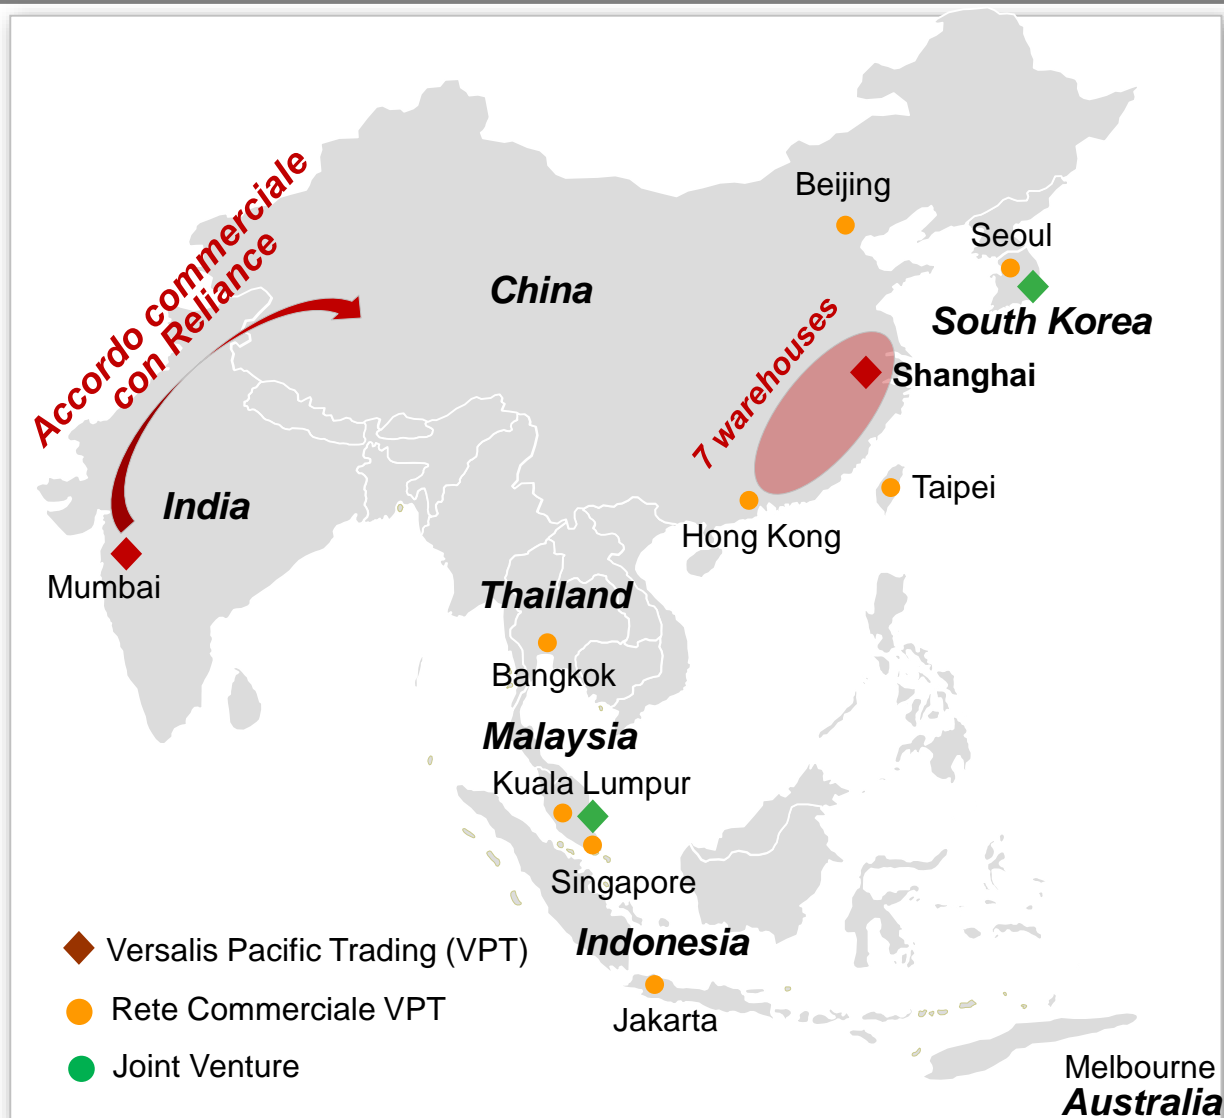 Accordo commerciale
con Reliance
Beijing
Seoul
China
South Korea
7 warehouses
Shanghai
India
Taipei
Hong Kong
Mumbai
Thailand
Bangkok
Malaysia
Kuala Lumpur
Singapore
Indonesia
Versalis Pacific Trading (VPT)
Rete Commerciale VPT
Jakarta
Joint Venture
Melbourne
Australia